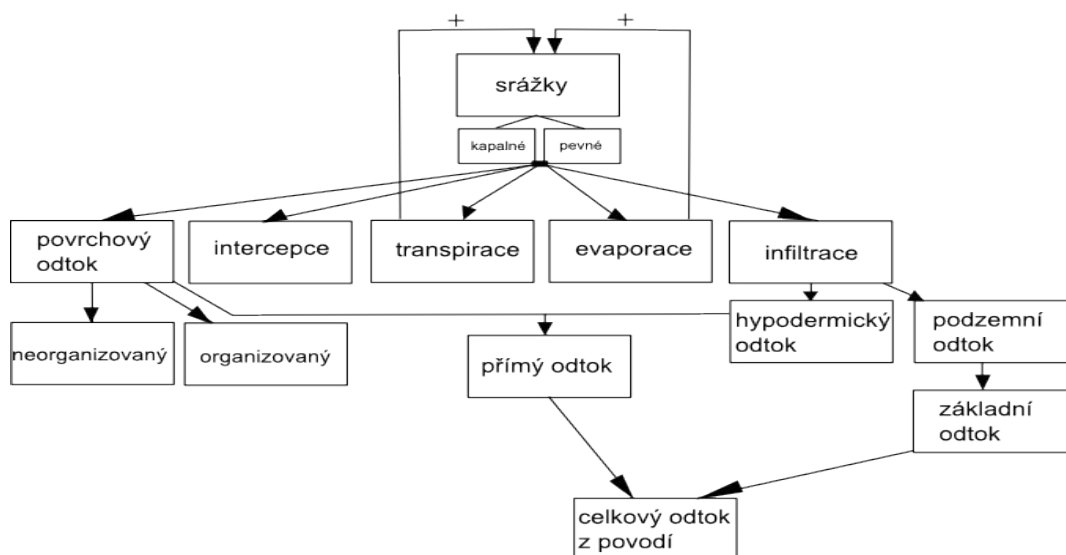 + +
srážky
kapalné pevné
povrchový
odtok
intercepce
transpirace
evaporace
infiltrace
neorganizovaný
organizovaný
přímý odtok
hypodermický
odtok
podzemní
odtok
základní
odtok
celkový odtok
z povodí